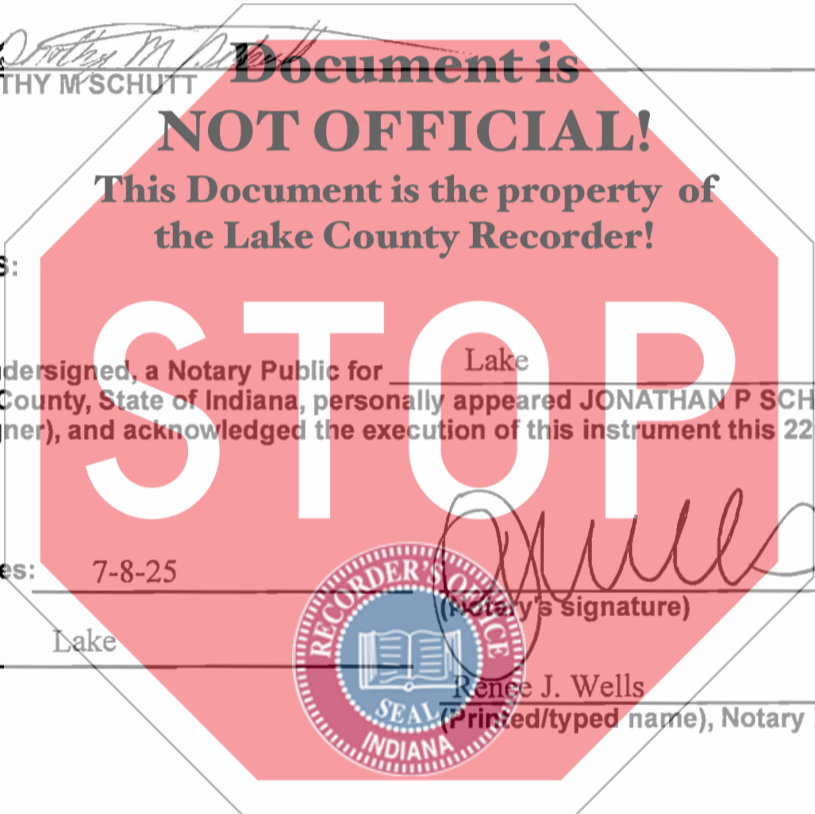 THY M SCHUTT
Document is
NOT OFFICIAL!
This Document is the property of
the Lake County Recorder!
S:
STOP
dersigned, a Notary Public for Lake
County, State of Indiana, personally appeared JONATHAN P SCH
ner), and acknowledged the execution of this instrument this 22
es: 7-8-25
(Notary's signature)
Lake
RECORDER'S OFFICE
SEAL
INDIANA
Renee J. Wells
(Printed/typed name), Notary